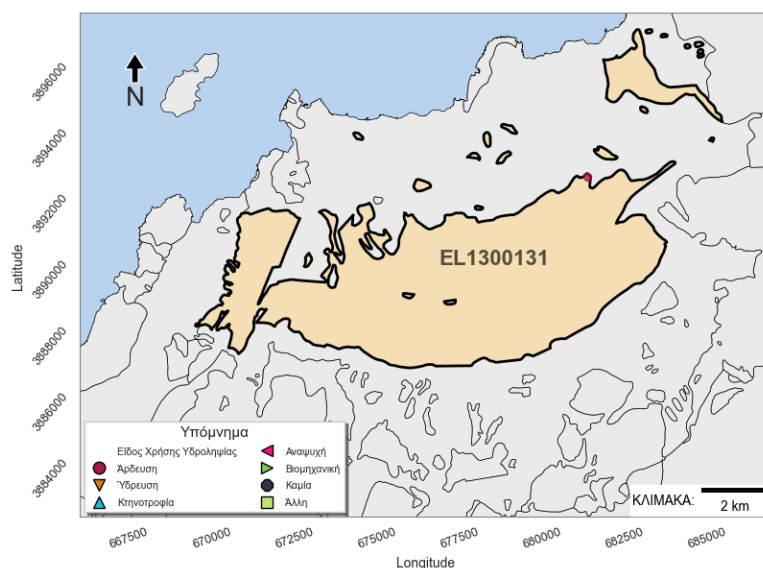 3896000
3894000
3892000
3890000
3888000
3886000
3884000
Latitude
N
EL1300131
Υπόμνημα
Είδος Χρήσης Υδροληψίας
Άρδευση
Ύδρευση
Κτηνοτροφία
Αναψυχή
Βιομηχανική
Καμία
Άλλη
ΚΛΙΜΑΚΑ:
2 km
667500
670000
672500
675000
677500
680000
682500
685000
Longitude